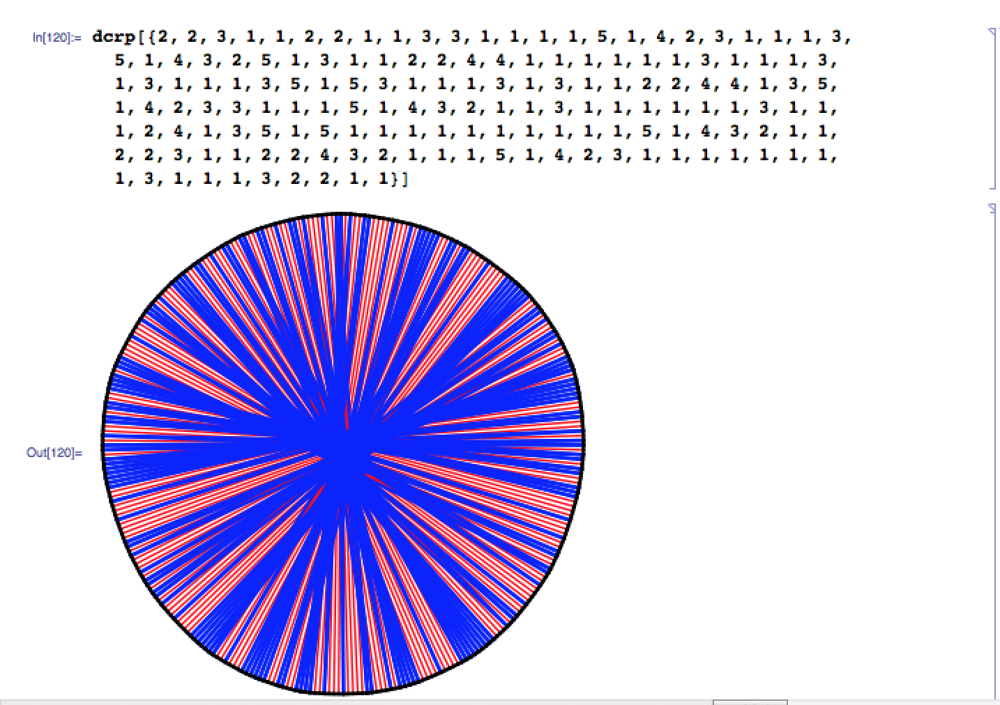 In[120]:= dcrp[{2, 2, 3, 1, 1, 2, 2, 1, 1, 3, 3, 1, 1, 1, 1, 5, 1, 4, 2, 3, 1, 1, 1, 3,
5, 1, 4, 3, 2, 5, 1, 3, 1, 1, 2, 2, 4, 4, 1, 1, 1, 1, 1, 1, 3, 1, 1, 1, 3,
1, 3, 1, 1, 1, 3, 5, 1, 5, 3, 1, 1, 1, 3, 1, 3, 1, 1, 2, 2, 4, 4, 1, 3, 5,
1, 4, 2, 3, 3, 1, 1, 1, 5, 1, 4, 3, 2, 1, 1, 3, 1, 1, 1, 1, 1, 1, 3, 1, 1,
1, 2, 4, 1, 3, 5, 1, 5, 1, 1, 1, 1, 1, 1, 1, 1, 1, 1, 5, 1, 4, 3, 2, 1, 1,
2, 2, 3, 1, 1, 2, 2, 4, 3, 2, 1, 1, 1, 5, 1, 4, 2, 3, 1, 1, 1, 1, 1, 1, 1,
1, 3, 1, 1, 1, 3, 2, 2, 1, 1}]
Out[120]=